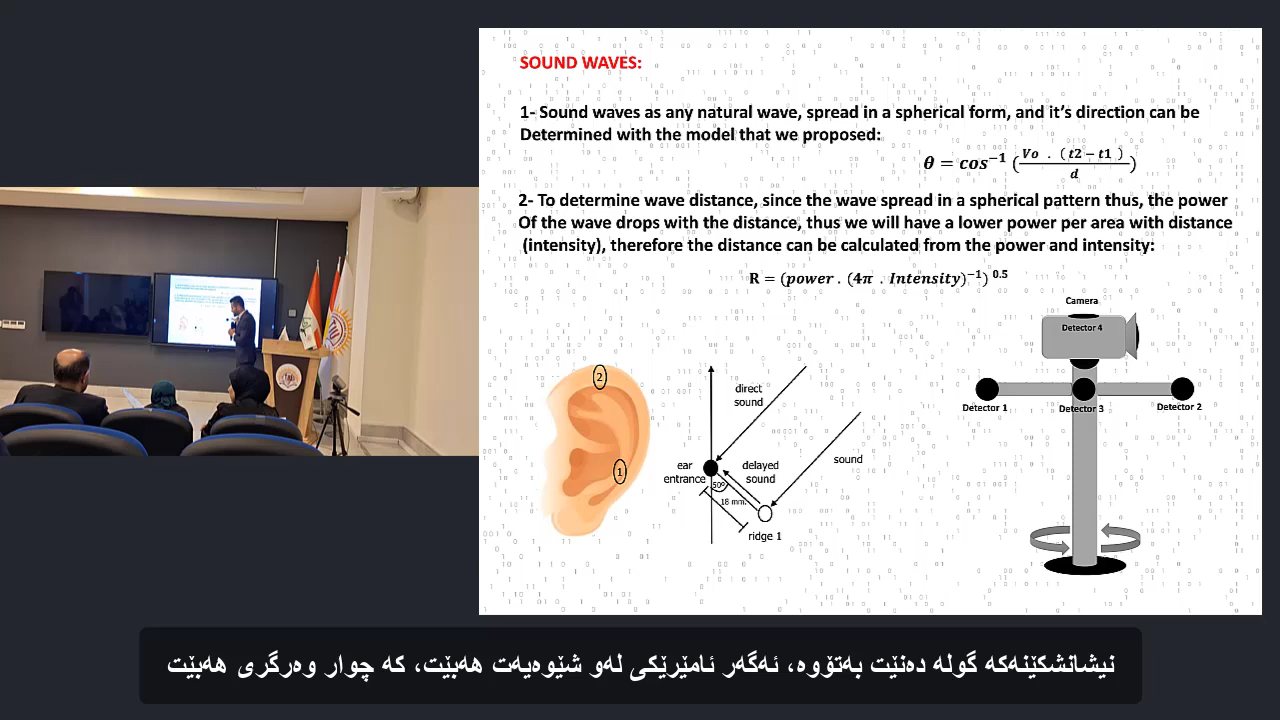 SOUND WAVES:
1- Sound waves as any natural wave, spread in a spherical form, and it's direction can be
Determined with the model that we proposed:
θ = cos⁻¹ (Vo . (t2 − t1) / d)
2- To determine wave distance, since the wave spread in a spherical pattern thus, the power
Of the wave drops with the distance, thus we will have a lower power per area with distance
(intensity), therefore the distance can be calculated from the power and intensity:
R = (power . (4π . Intensity)⁻¹) 0.5
2
1
direct
sound
sound
ear
entrance
delayed
sound
50º
18 mm.
ridge 1
Camera
Detector 4
Detector 1
Detector 3
Detector 2
نیشانشکێنەکە گولە دەنێت بەتۆوە، ئەگەر ئامێرێکی لەو شێوەیەت هەبێت، کە چوار وەرگری هەبێت